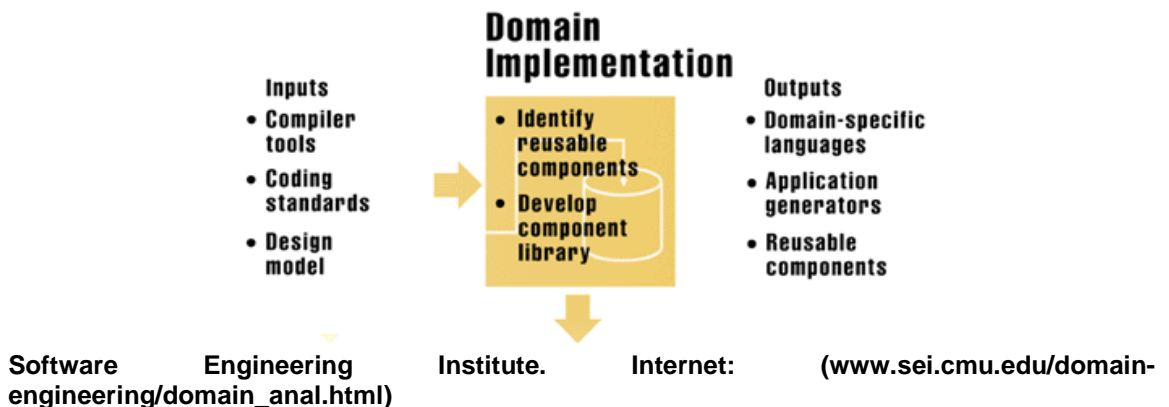 Domain
Implementation
Inputs
• Compiler
tools
• Coding
standards
• Design
model
• Identify
reusable
components
• Develop
component
library
Outputs
• Domain-specific
languages
• Application
generators
• Reusable
components
Software Engineering Institute. Internet: (www.sei.cmu.edu/domain-
engineering/domain_anal.html)